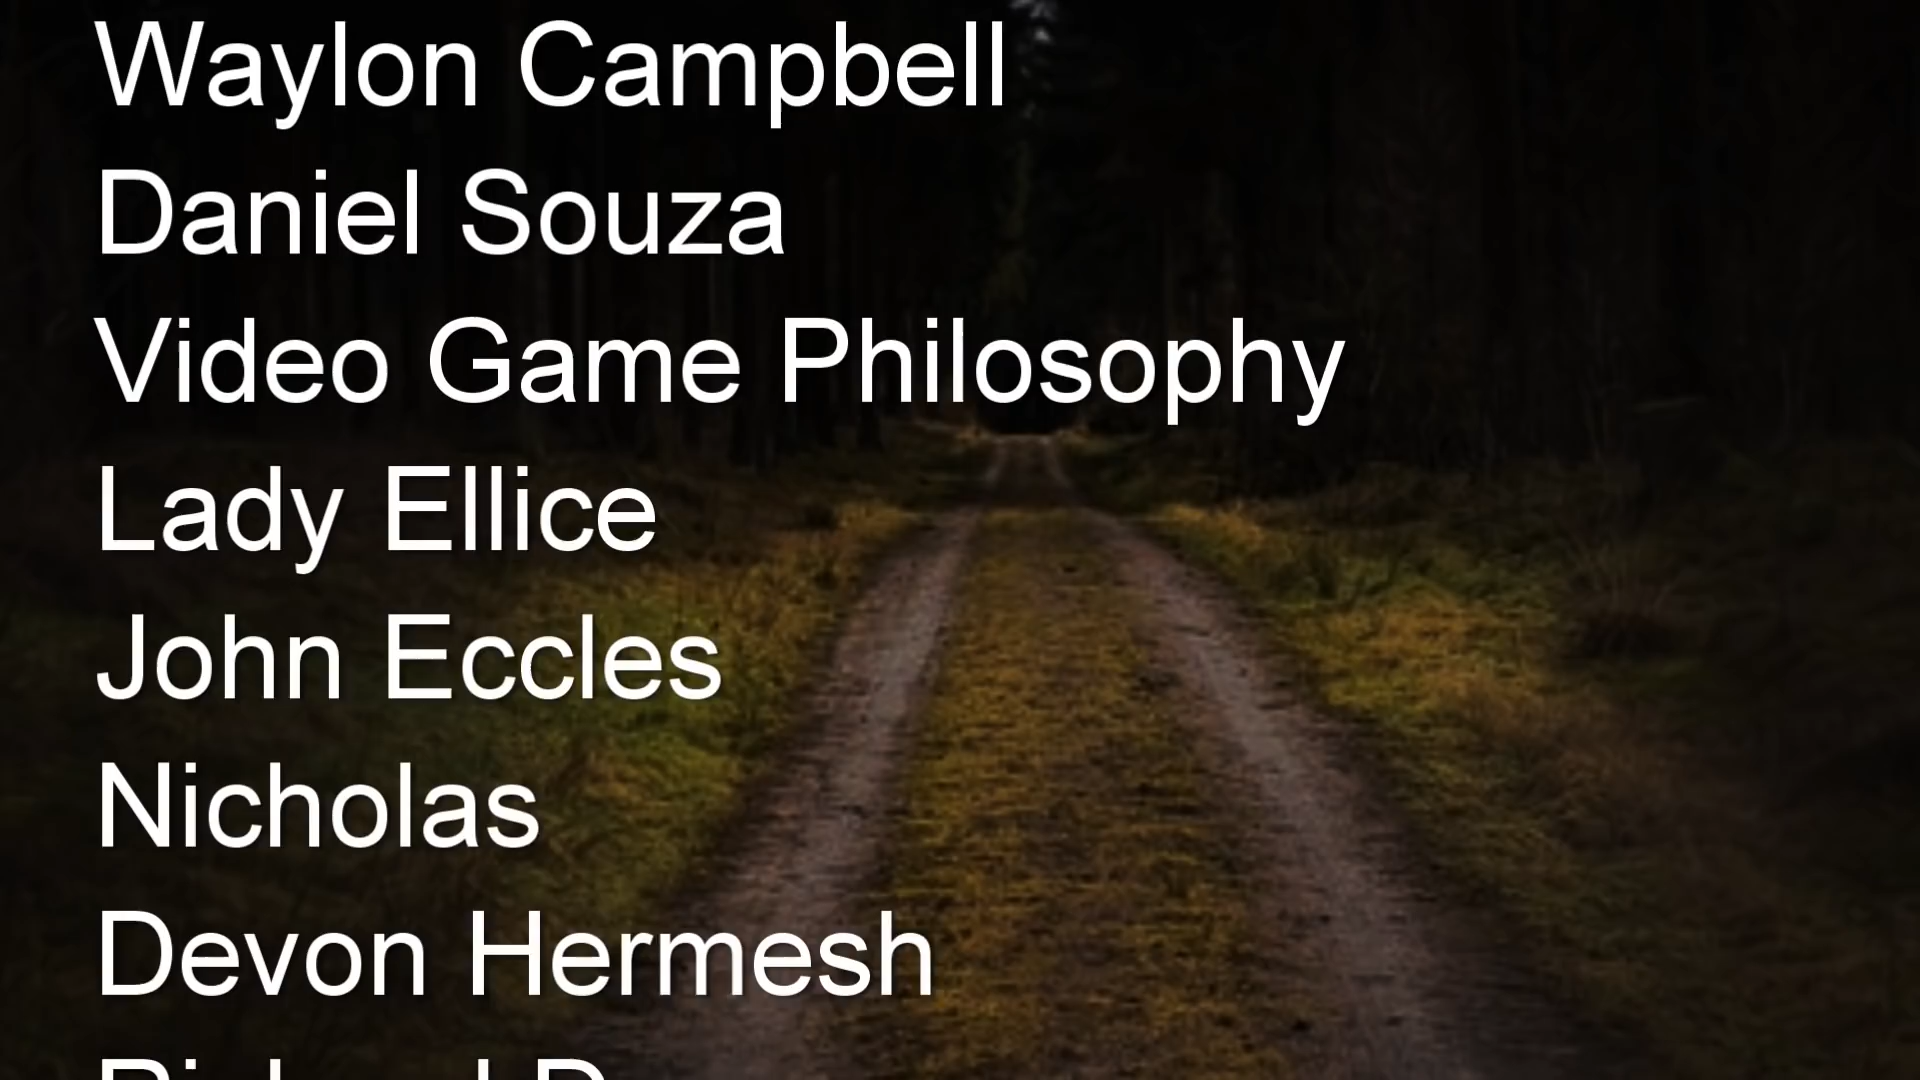 Waylon Campbell
Daniel Souza
Video Game Philosophy
Lady Ellice
John Eccles
Nicholas
Devon Hermesh